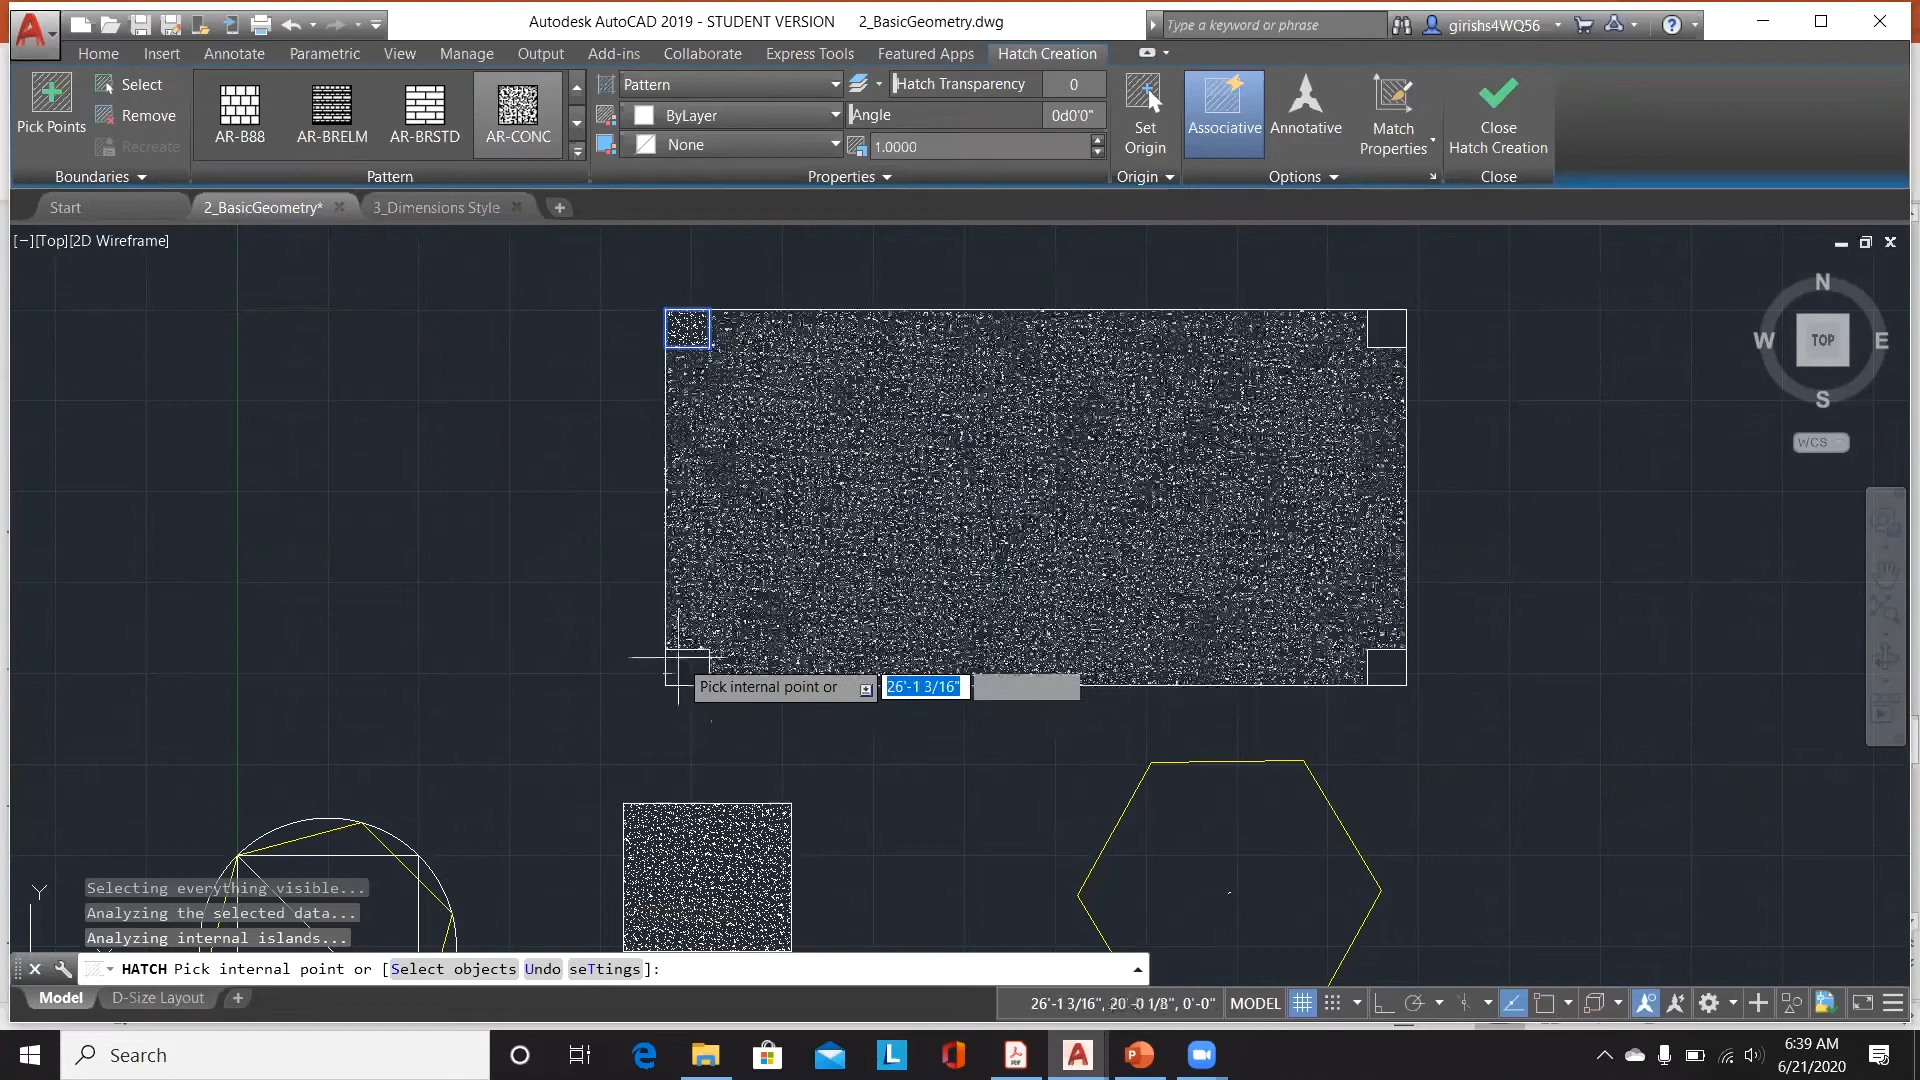 Autodesk AutoCAD 2019 - STUDENT VERSION 2_BasicGeometry.dwg
Type a keyword or phrase
girishs4WQ56
Home Insert Annotate Parametric View Manage Output Add-ins Collaborate Express Tools Featured Apps Hatch Creation
Pick Points
Select
Remove
Recreate
Boundaries
AR-B88
AR-BRELM
AR-BRSTD
AR-CONC
Pattern
Pattern
ByLayer
None
Hatch Transparency 0
Angle 0d0'0"
1.0000
Properties
Set
Origin
Origin
Associative
Annotative
Match
Properties
Options
Close
Hatch Creation
Close
Start
2_BasicGeometry*
3_Dimensions Style
[−][Top][2D Wireframe]
N
W
TOP
E
S
WCS
Pick internal point or
26'-1 3/16"
Y
Selecting everything visible...
Analyzing the selected data...
Analyzing internal islands...
HATCH Pick internal point or [Select objects Undo seTtings]:
Model
D-Size Layout
26'-1 3/16", 20'-0 1/8", 0'-0"
MODEL
Search
6:39 AM
6/21/2020